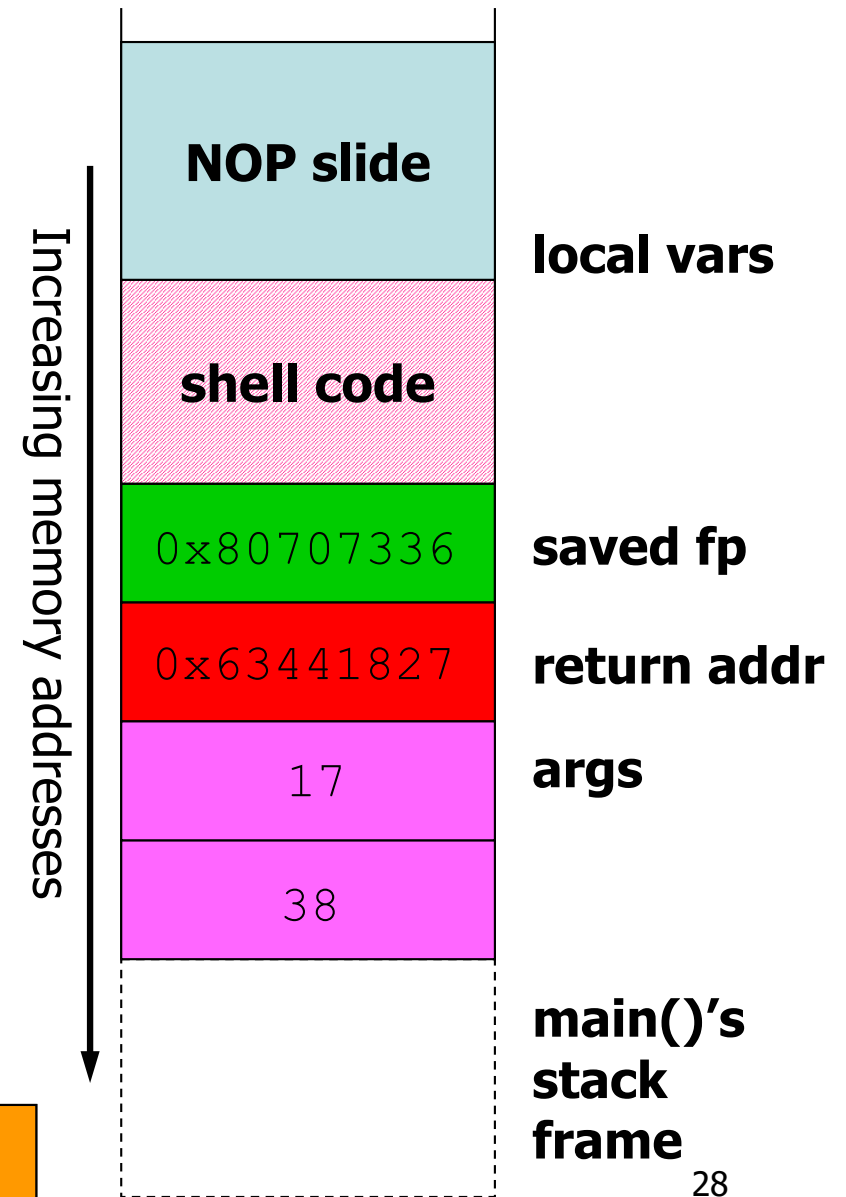 NOP slide
local vars
Increasing memory addresses
shell code
0x80707336
saved fp
0x63441827
return addr
17
args
38
main()’s
stack
frame
28